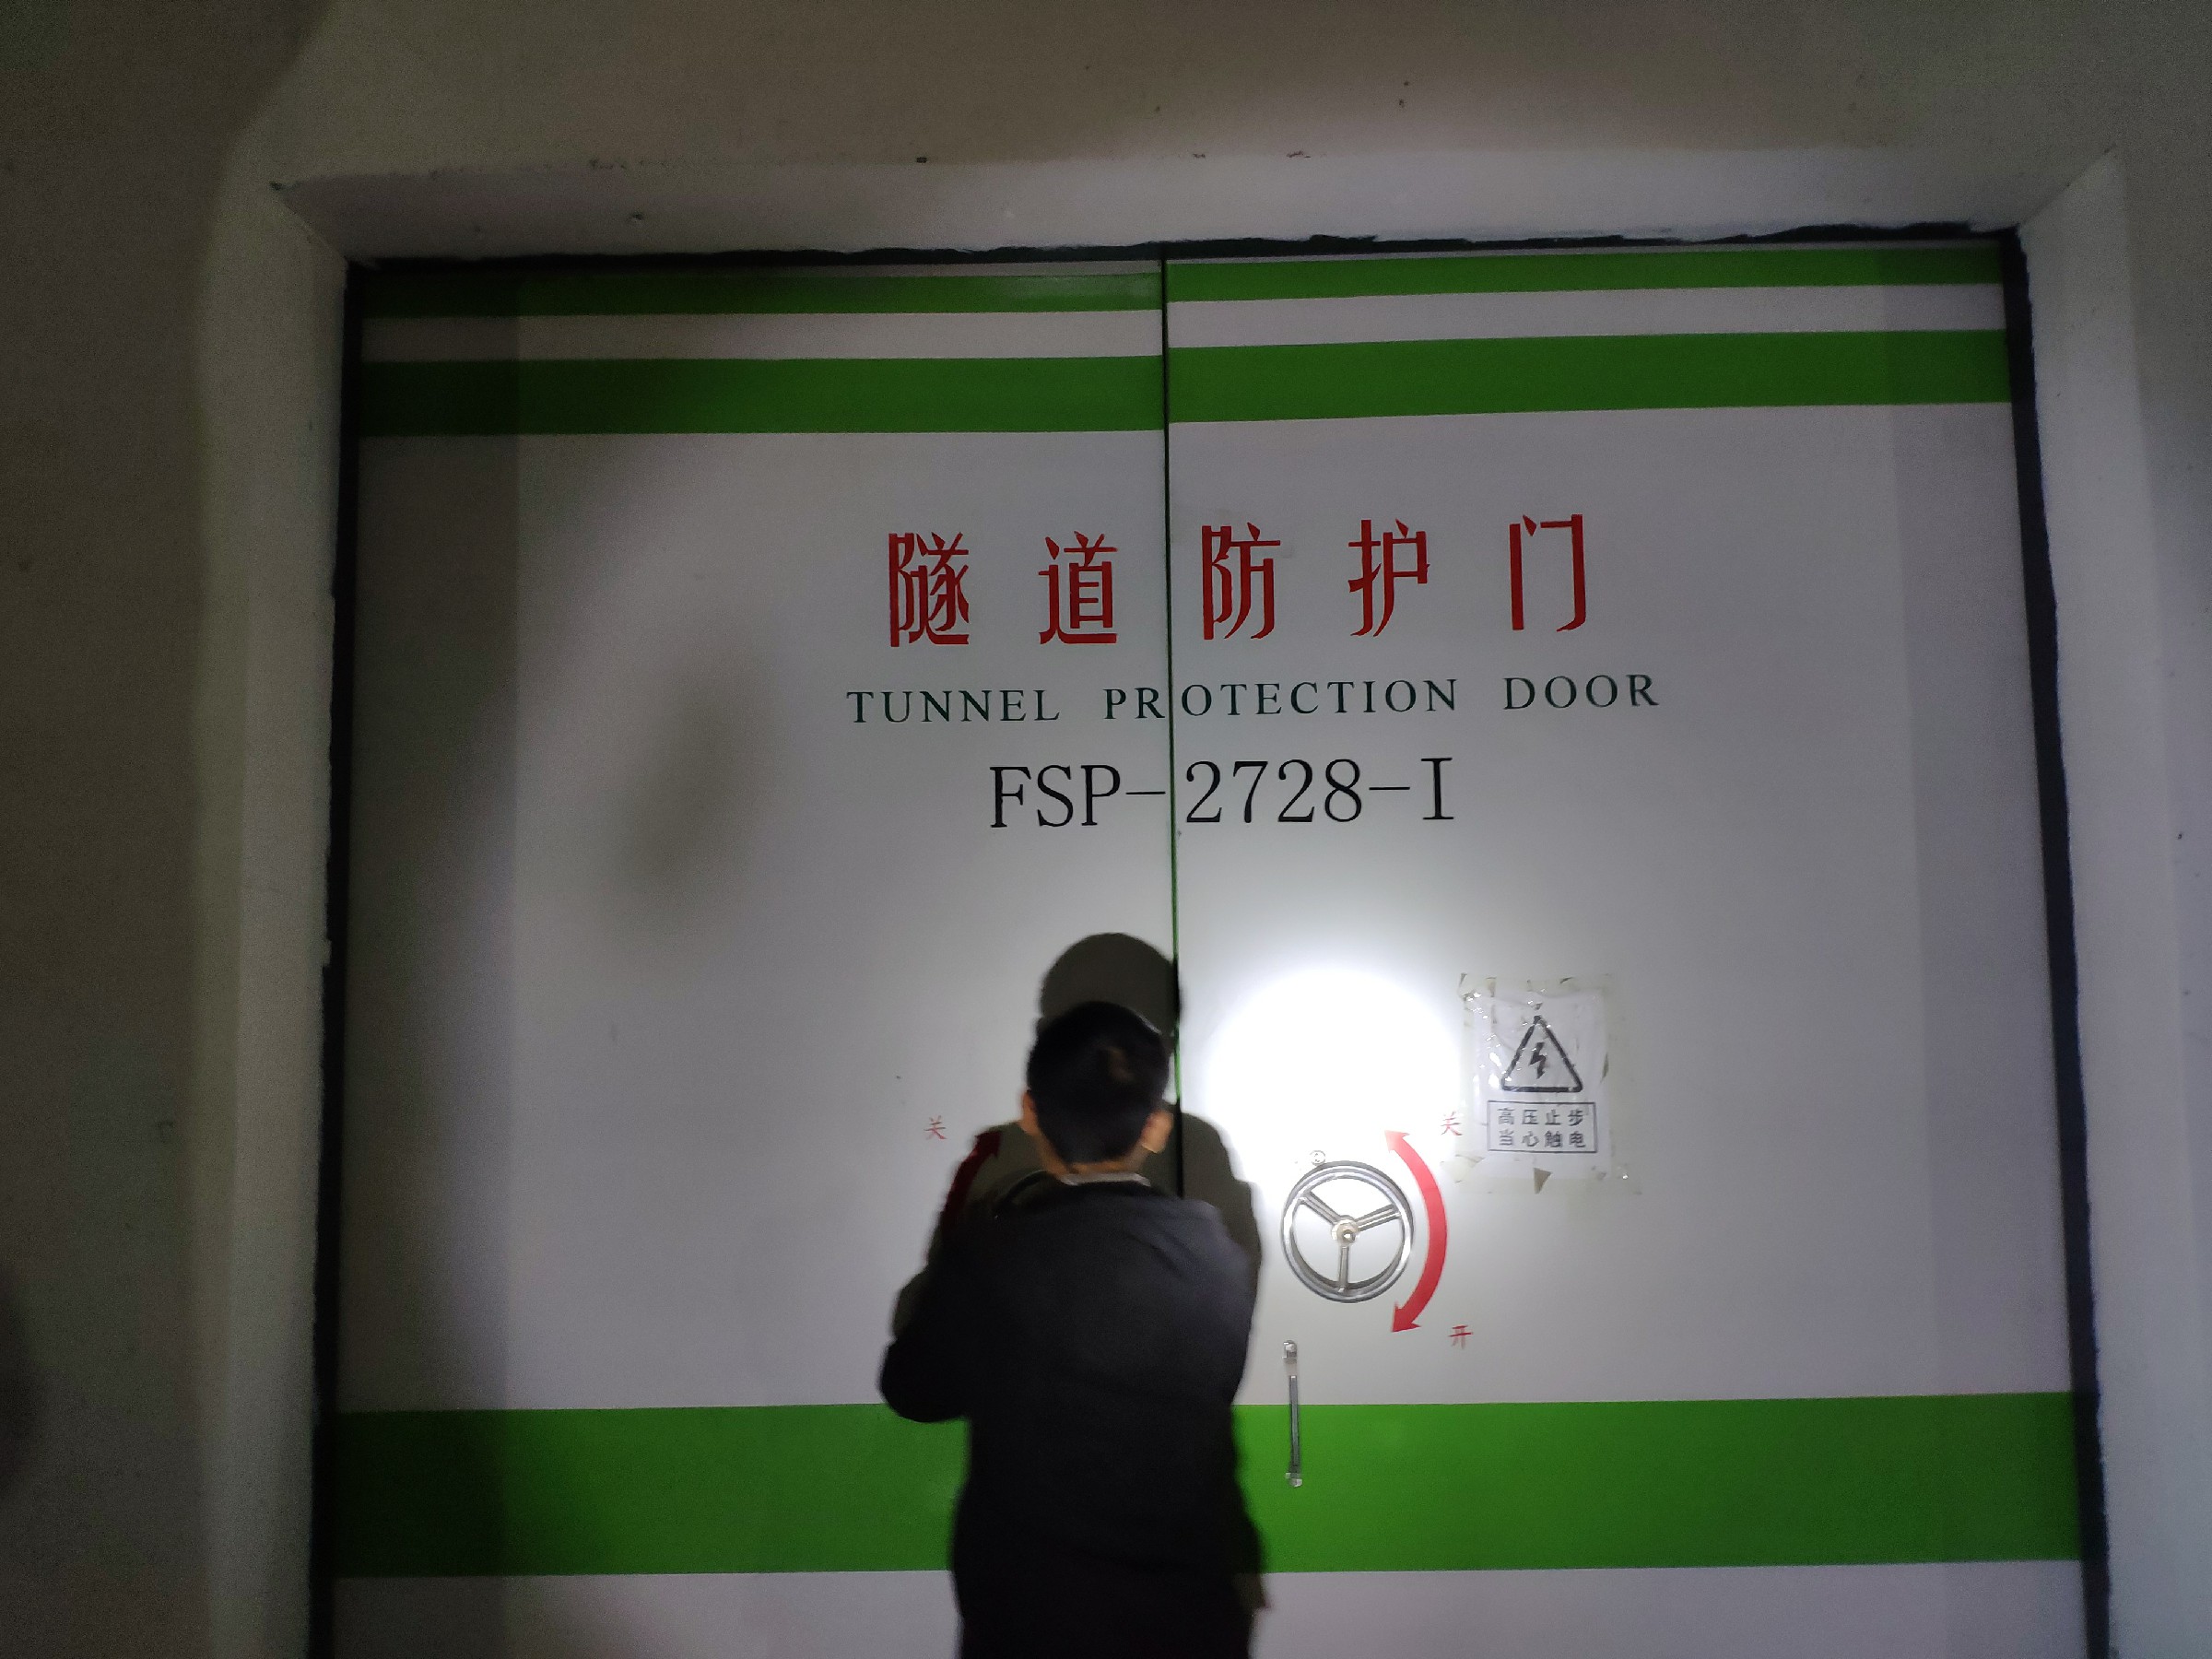 隧道防护门
TUNNEL PROTECTION DOOR
FSP-2728-I
关
关
高压止步
当心触电
开